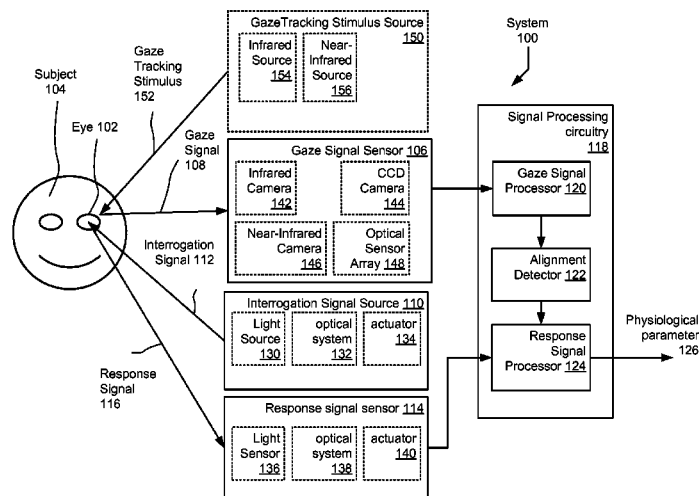 GazeTracking Stimulus Source
150
Infrared
Source
154
Near-
Infrared
Source
156
System
100
Gaze
Tracking
Stimulus
152
Subject
104
Eye 102
Gaze
Signal
108
Gaze Signal Sensor 106
Infrared
Camera
142
CCD
Camera
144
Near-Infrared
Camera
146
Optical
Sensor
Array 148
Signal Processing
circuitry
118
Gaze Signal
Processor
120
Alignment
Detector
122
Response
Signal
Processor
124
Physiological
parameter
126
Interrogation
Signal 112
Interrogation Signal Source 110
Light
Source
130
optical
system
132
actuator
134
Response
Signal
116
Response signal sensor 114
Light
Sensor
136
optical
system
138
actuator
140